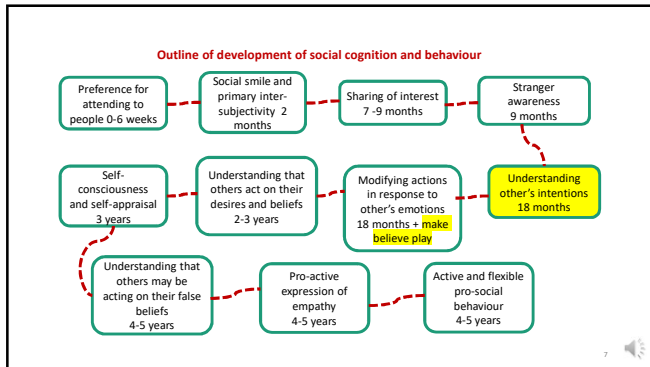 Outline of development of social cognition and behaviour
Preference for
attending to
people 0-6 weeks
Social smile and
primary inter-
subjectivity 2
months
Sharing of interest
7 -9 months
Stranger
awareness
9 months
Self-
consciousness
and self-appraisal
3 years
Understanding that
others act on their
desires and beliefs
2-3 years
Modifying actions
in response to
other's emotions
18 months + make
believe play
Understanding
other's intentions
18 months
Understanding that
others may be
acting on their false
beliefs
4-5 years
Pro-active
expression of
empathy
4-5 years
Active and flexible
pro-social
behaviour
4-5 years
7